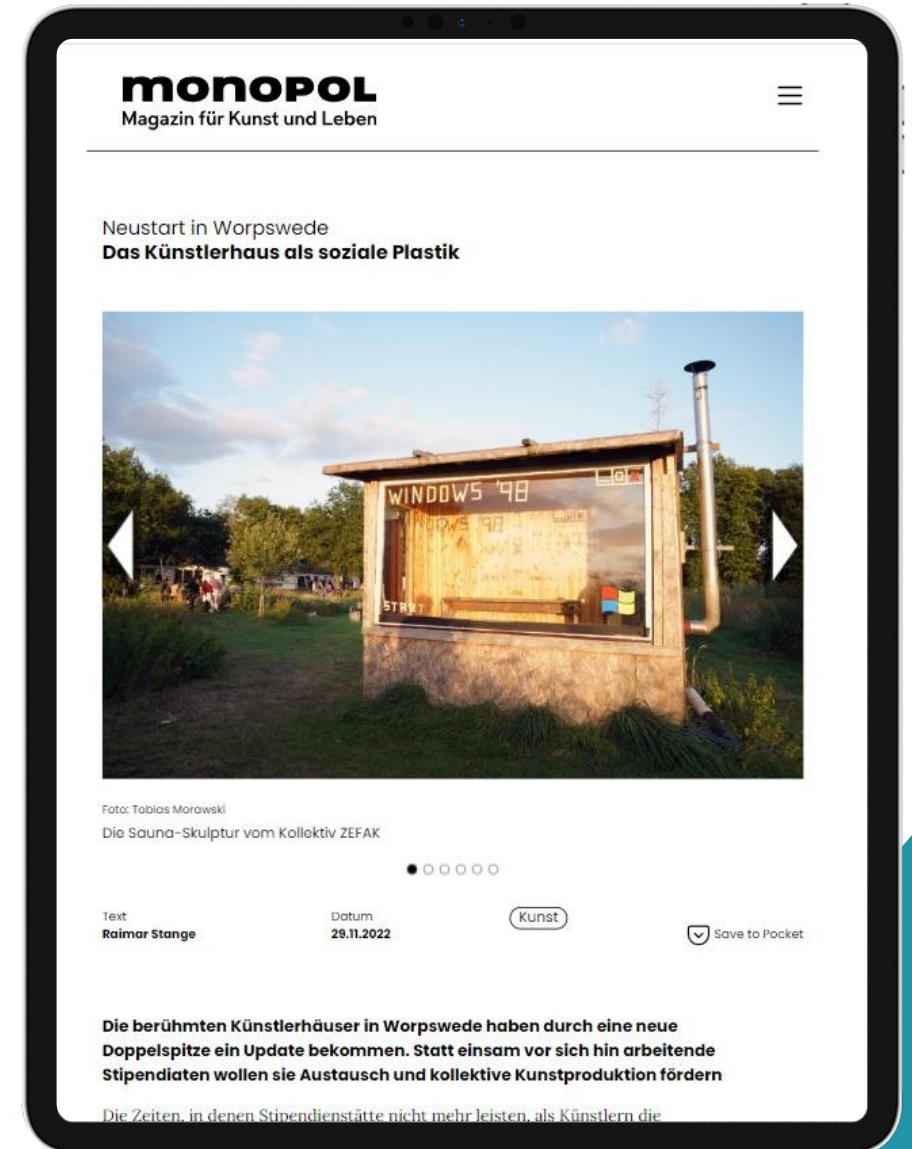 monopol
Magazin für Kunst und Leben
Neustart in Worpswede
Das Künstlerhaus als soziale Plastik
WINDOWS '98
START
Foto: Tobias Morawski
Die Sauna-Skulptur vom Kollektiv ZEFAK
Text
Raimar Stange
Datum
29.11.2022
Kunst
Save to Pocket
Die berühmten Künstlerhäuser in Worpswede haben durch eine neue
Doppelspitze ein Update bekommen. Statt einsam vor sich hin arbeitende
Stipendiaten wollen sie Austausch und kollektive Kunstproduktion fördern
Die Zeiten, in denen Stipendienstätte nicht mehr leisten, als Künstlern die